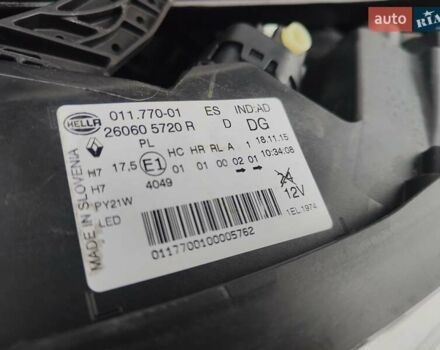 auto RIA
HELLA 011.770-01 ES IND:AD
26060 5720 R D DG
PL
HC HR RL A 1 18.11.15
H7 17.5 E1 01 01 00 02 01 10:34:08
H7 4049
PY21W
LED
12V
1EL.1974
MADE IN SLOVENIA
0117700100005762